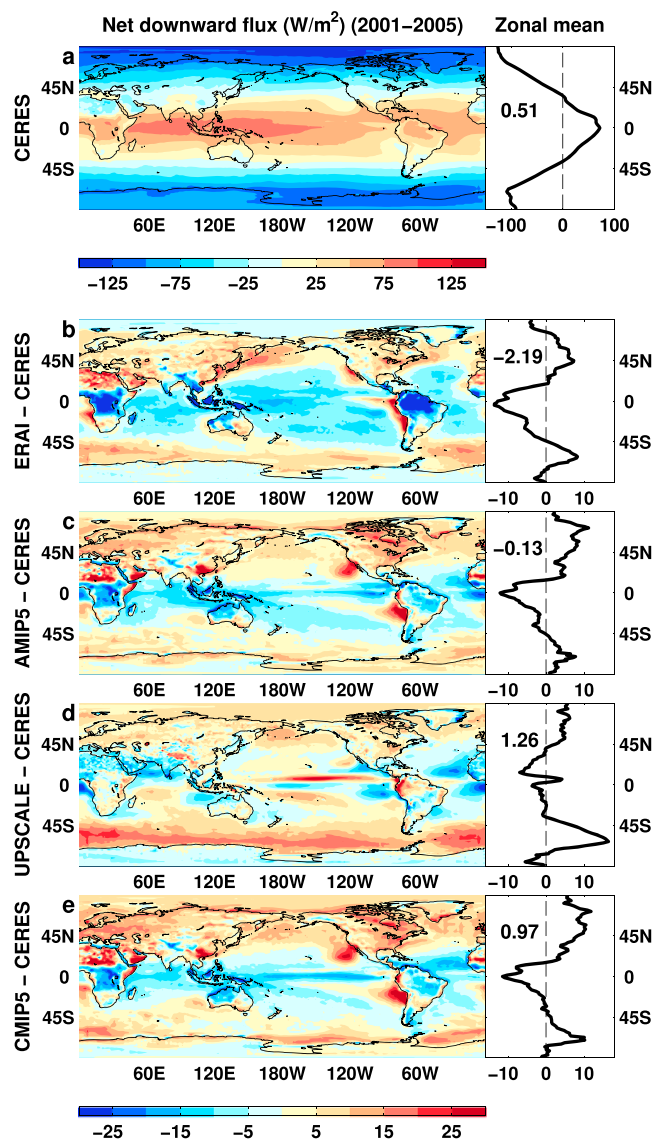 Net downward flux (W/m²) (2001−2005) Zonal mean
a
CERES
45N
0
45S
0.51
45N
0
45S
60E 120E 180W 120W 60W
−100 0 100
−125 −75 −25 25 75 125
b
ERAI − CERES
45N
0
45S
−2.19
45N
0
45S
60E 120E 180W 120W 60W
−10 0 10
c
AMIP5 − CERES
45N
0
45S
−0.13
45N
0
45S
60E 120E 180W 120W 60W
−10 0 10
d
UPSCALE − CERES
45N
0
45S
1.26
45N
0
45S
60E 120E 180W 120W 60W
−10 0 10
e
CMIP5 − CERES
45N
0
45S
0.97
45N
0
45S
60E 120E 180W 120W 60W
−10 0 10
−25 −15 −5 5 15 25